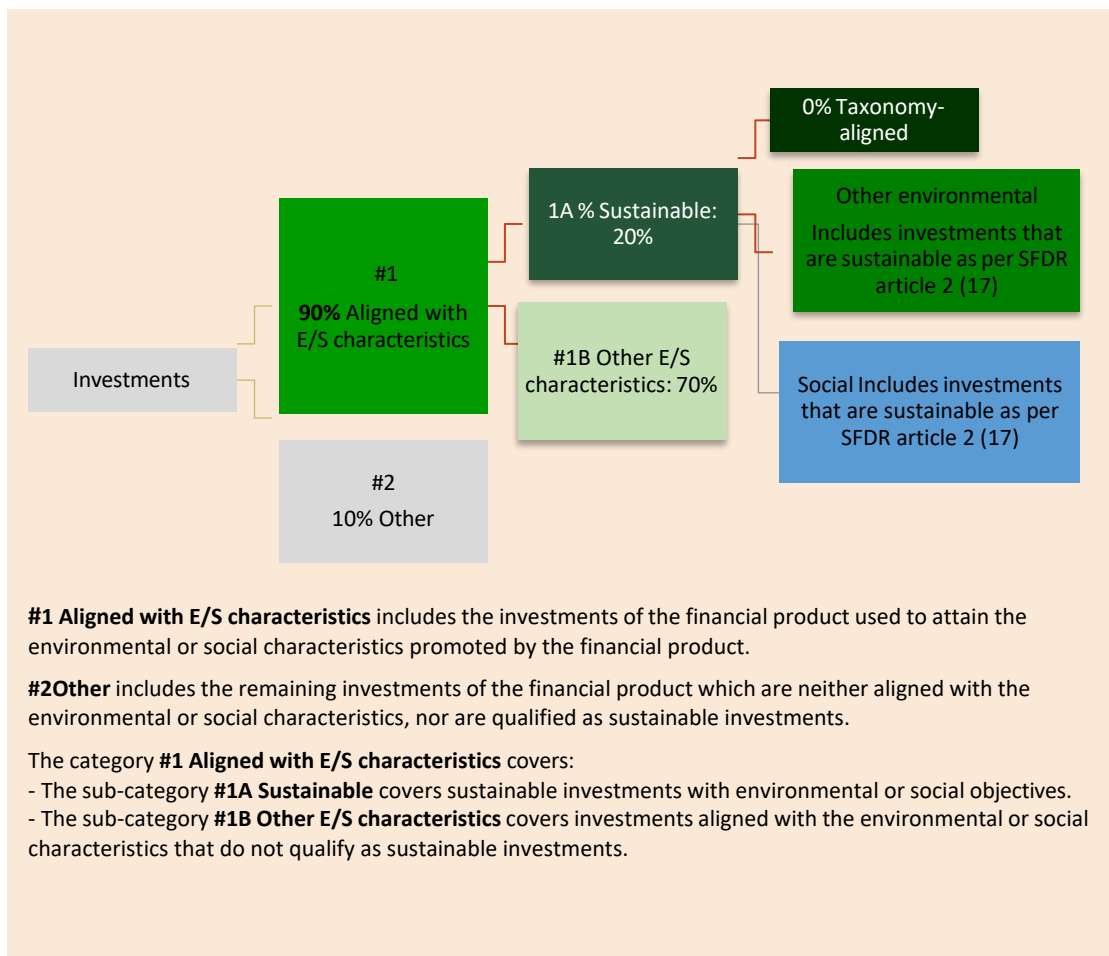 0% Taxonomy-
aligned
Other environmental
Includes investments that
are sustainable as per SFDR
article 2 (17)
1A % Sustainable:
20%
#1
90% Aligned with
E/S characteristics
#1B Other E/S
characteristics: 70%
Investments
Social Includes investments
that are sustainable as per
SFDR article 2 (17)
#2
10% Other
#1 Aligned with E/S characteristics includes the investments of the financial product used to attain the
environmental or social characteristics promoted by the financial product.
#2Other includes the remaining investments of the financial product which are neither aligned with the
environmental or social characteristics, nor are qualified as sustainable investments.
The category #1 Aligned with E/S characteristics covers:
- The sub-category #1A Sustainable covers sustainable investments with environmental or social objectives.
- The sub-category #1B Other E/S characteristics covers investments aligned with the environmental or social
characteristics that do not qualify as sustainable investments.